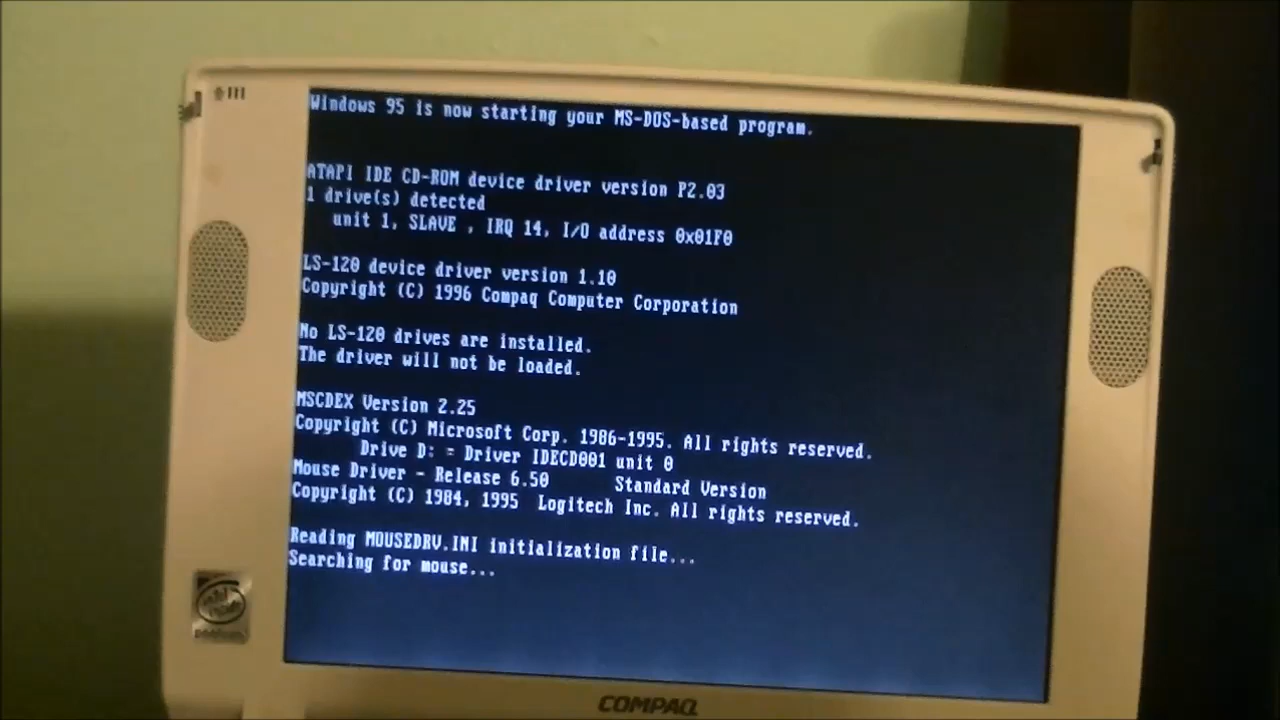 Windows 95 is now starting your MS-DOS-based program.
ATAPI IDE CD-ROM device driver version P2.03
1 drive(s) detected
unit 1, SLAVE , IRQ 14, I/O address 0x01F0
LS-120 device driver version 1.10
Copyright (C) 1996 Compaq Computer Corporation
No LS-120 drives are installed.
The driver will not be loaded.
MSCDEX Version 2.25
Copyright (C) Microsoft Corp. 1986-1995. All rights reserved.
Drive D: = Driver IDECD001 unit 0
Mouse Driver - Release 6.50 Standard Version
Copyright (C) 1984, 1995 Logitech Inc. All rights reserved.
Reading MOUSEDRV.INI initialization file...
Searching for mouse...
intel inside
pentium
COMPAQ